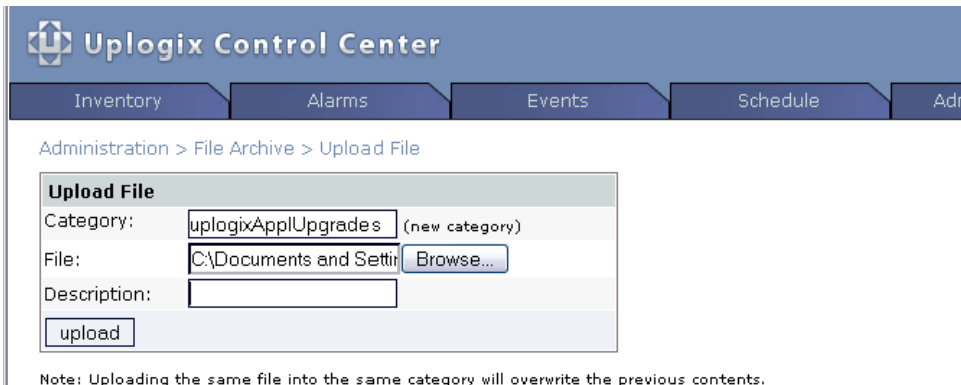 Uplogix Control Center
Inventory Alarms Events Schedule
Administration > File Archive > Upload File
Upload File
Category: uplogixApplUpgrades (new category)
File: C:\Documents and Settin Browse...
Description:
upload
Note: Uploading the same file into the same category will overwrite the previous contents.